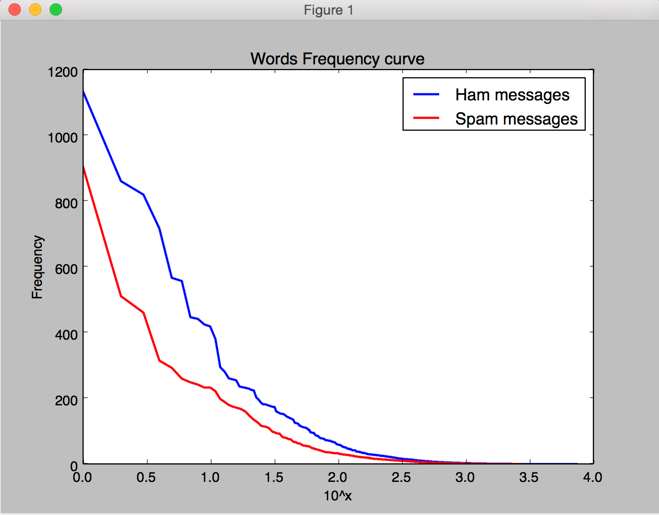 Figure 1
Words Frequency curve
Ham messages
Spam messages
Frequency
1200
1000
800
600
400
200
0
0.0 0.5 1.0 1.5 2.0 2.5 3.0 3.5 4.0
10^x